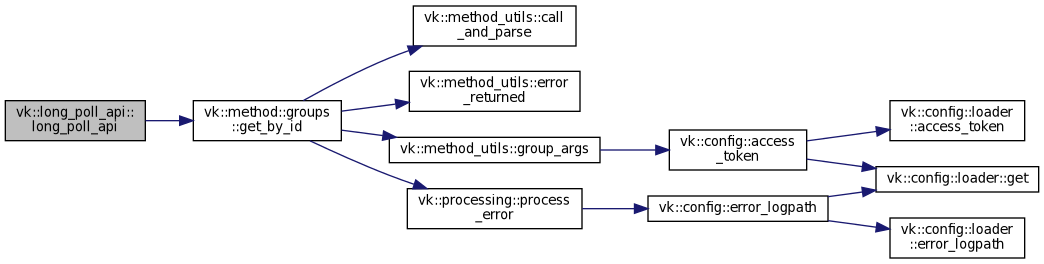 vk::long_poll_api::
long_poll_api
vk::method::groups
::get_by_id
vk::method_utils::call
_and_parse
vk::method_utils::error
_returned
vk::method_utils::group_args
vk::processing::process
_error
vk::config::access
_token
vk::config::error_logpath
vk::config::loader
::access_token
vk::config::loader::get
vk::config::loader
::error_logpath